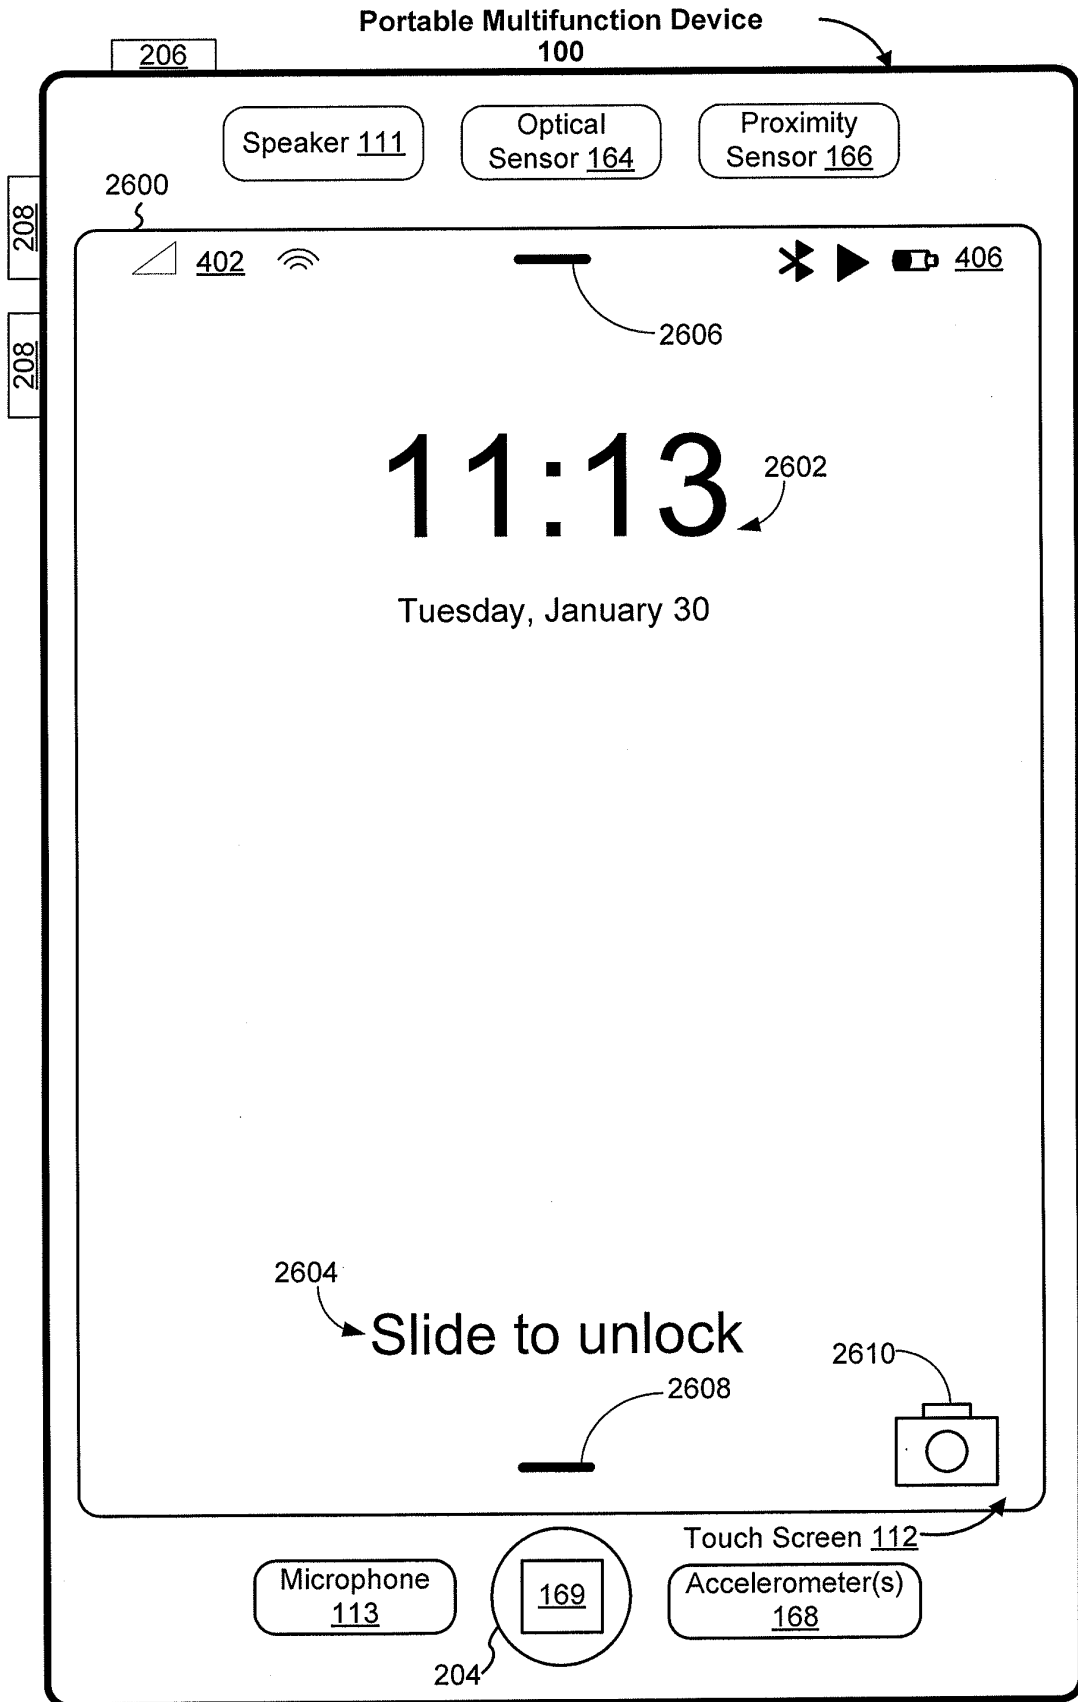 Portable Multifunction Device
100
206
Speaker 111
Optical
Sensor 164
Proximity
Sensor 166
2600
208
402
406
2606
208
11:13
2602
Tuesday, January 30
2604
Slide to unlock
2610
2608
Touch Screen 112
Microphone
113
169
Accelerometer(s)
168
204